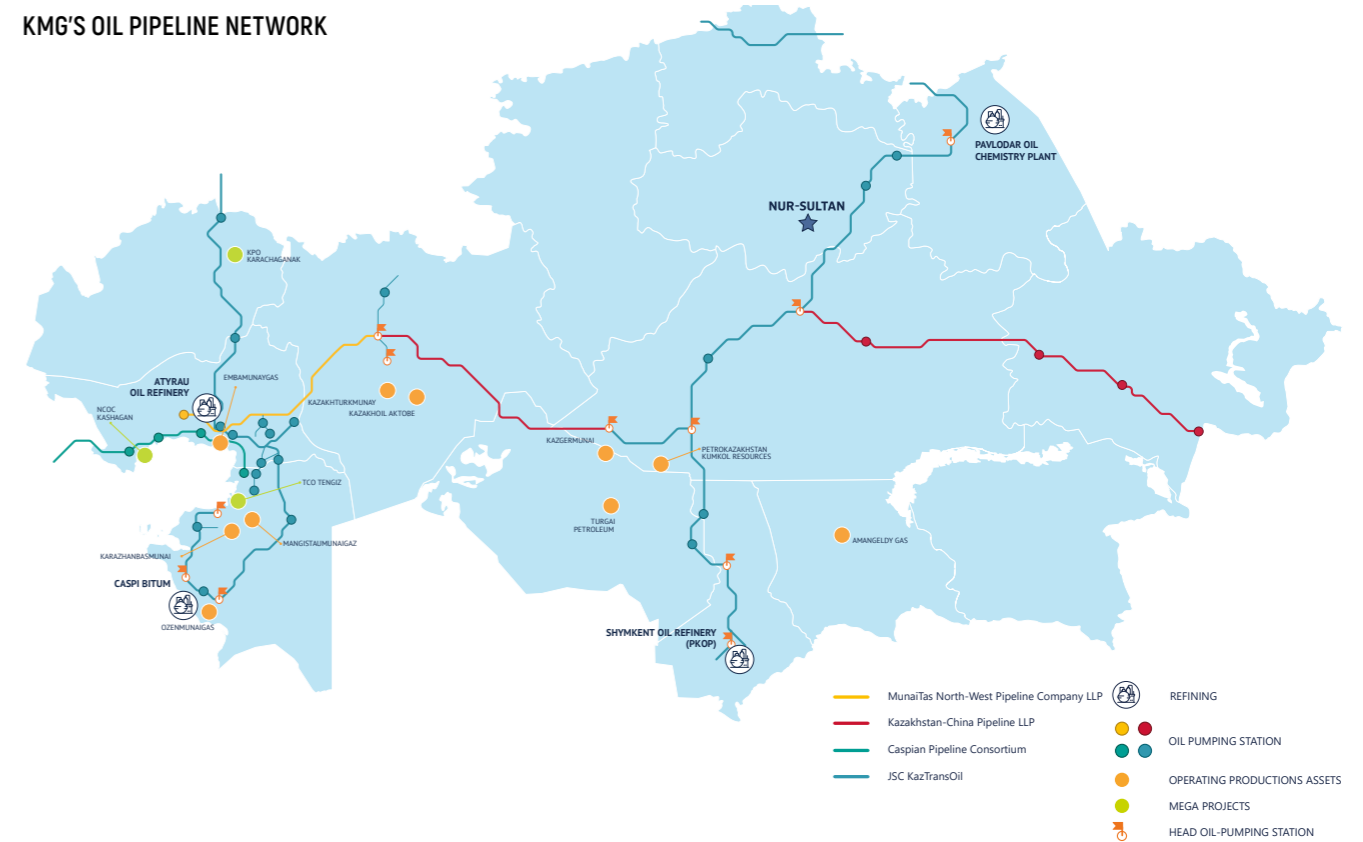 KMG'S OIL PIPELINE NETWORK
PAVLODAR OIL
CHEMISTRY PLANT
NUR-SULTAN
KPO
KARACHAGANAK
ATYRAU
OIL REFINERY
EMBAMUNAYGAS
NCOC
KASHAGAN
KAZAKHTURKMUNAY
KAZAKHOIL AKTOBE
KAZGERMUNAI
PETROKAZAKHSTAN
KUMKOL RESOURCES
TCO TENGIZ
TURGAI
PETROLEUM
AMANGELDY GAS
MANGISTAUMUNAIGAZ
KARAZHANBASMUNAI
CASPI BITUM
OZENMUNAIGAS
SHYMKENT OIL REFINERY
(PKOP)
MunaiTas North-West Pipeline Company LLP
Kazakhstan-China Pipeline LLP
Caspian Pipeline Consortium
JSC KazTransOil
REFINING
OIL PUMPING STATION
OPERATING PRODUCTIONS ASSETS
MEGA PROJECTS
HEAD OIL-PUMPING STATION